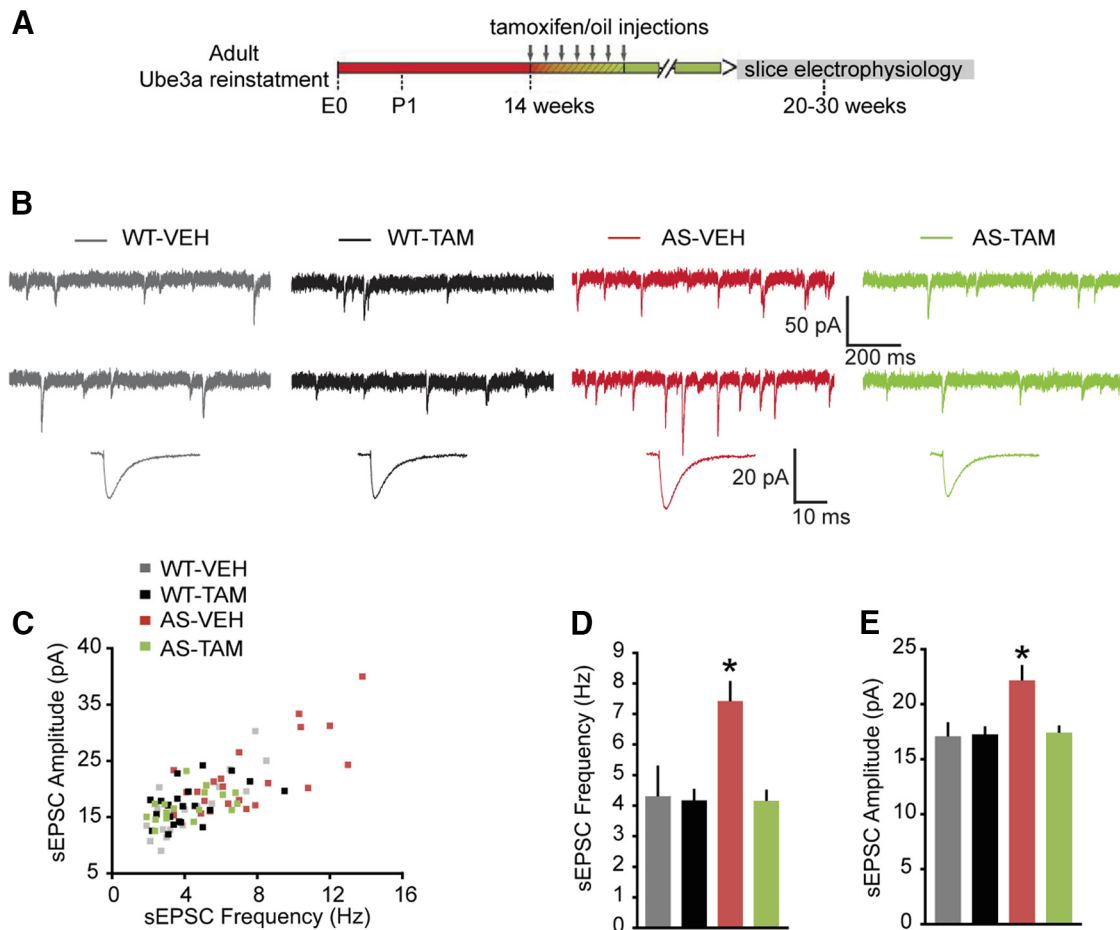 A
tamoxifen/oil injections
Adult
Ube3a reinstatment
slice electrophysiology
E0 P1 14 weeks 20-30 weeks
B
WT-VEH WT-TAM AS-VEH AS-TAM
50 pA
200 ms
20 pA
10 ms
WT-VEH
WT-TAM
AS-VEH
AS-TAM
C
sEPSC Amplitude (pA)
40
35
25
15
5
0 4 8 12 16
sEPSC Frequency (Hz)
D
sEPSC Frequency (Hz)
9
8
7
6
5
4
3
2
1
0
*
E
sEPSC Amplitude (pA)
25
20
15
10
5
0
*